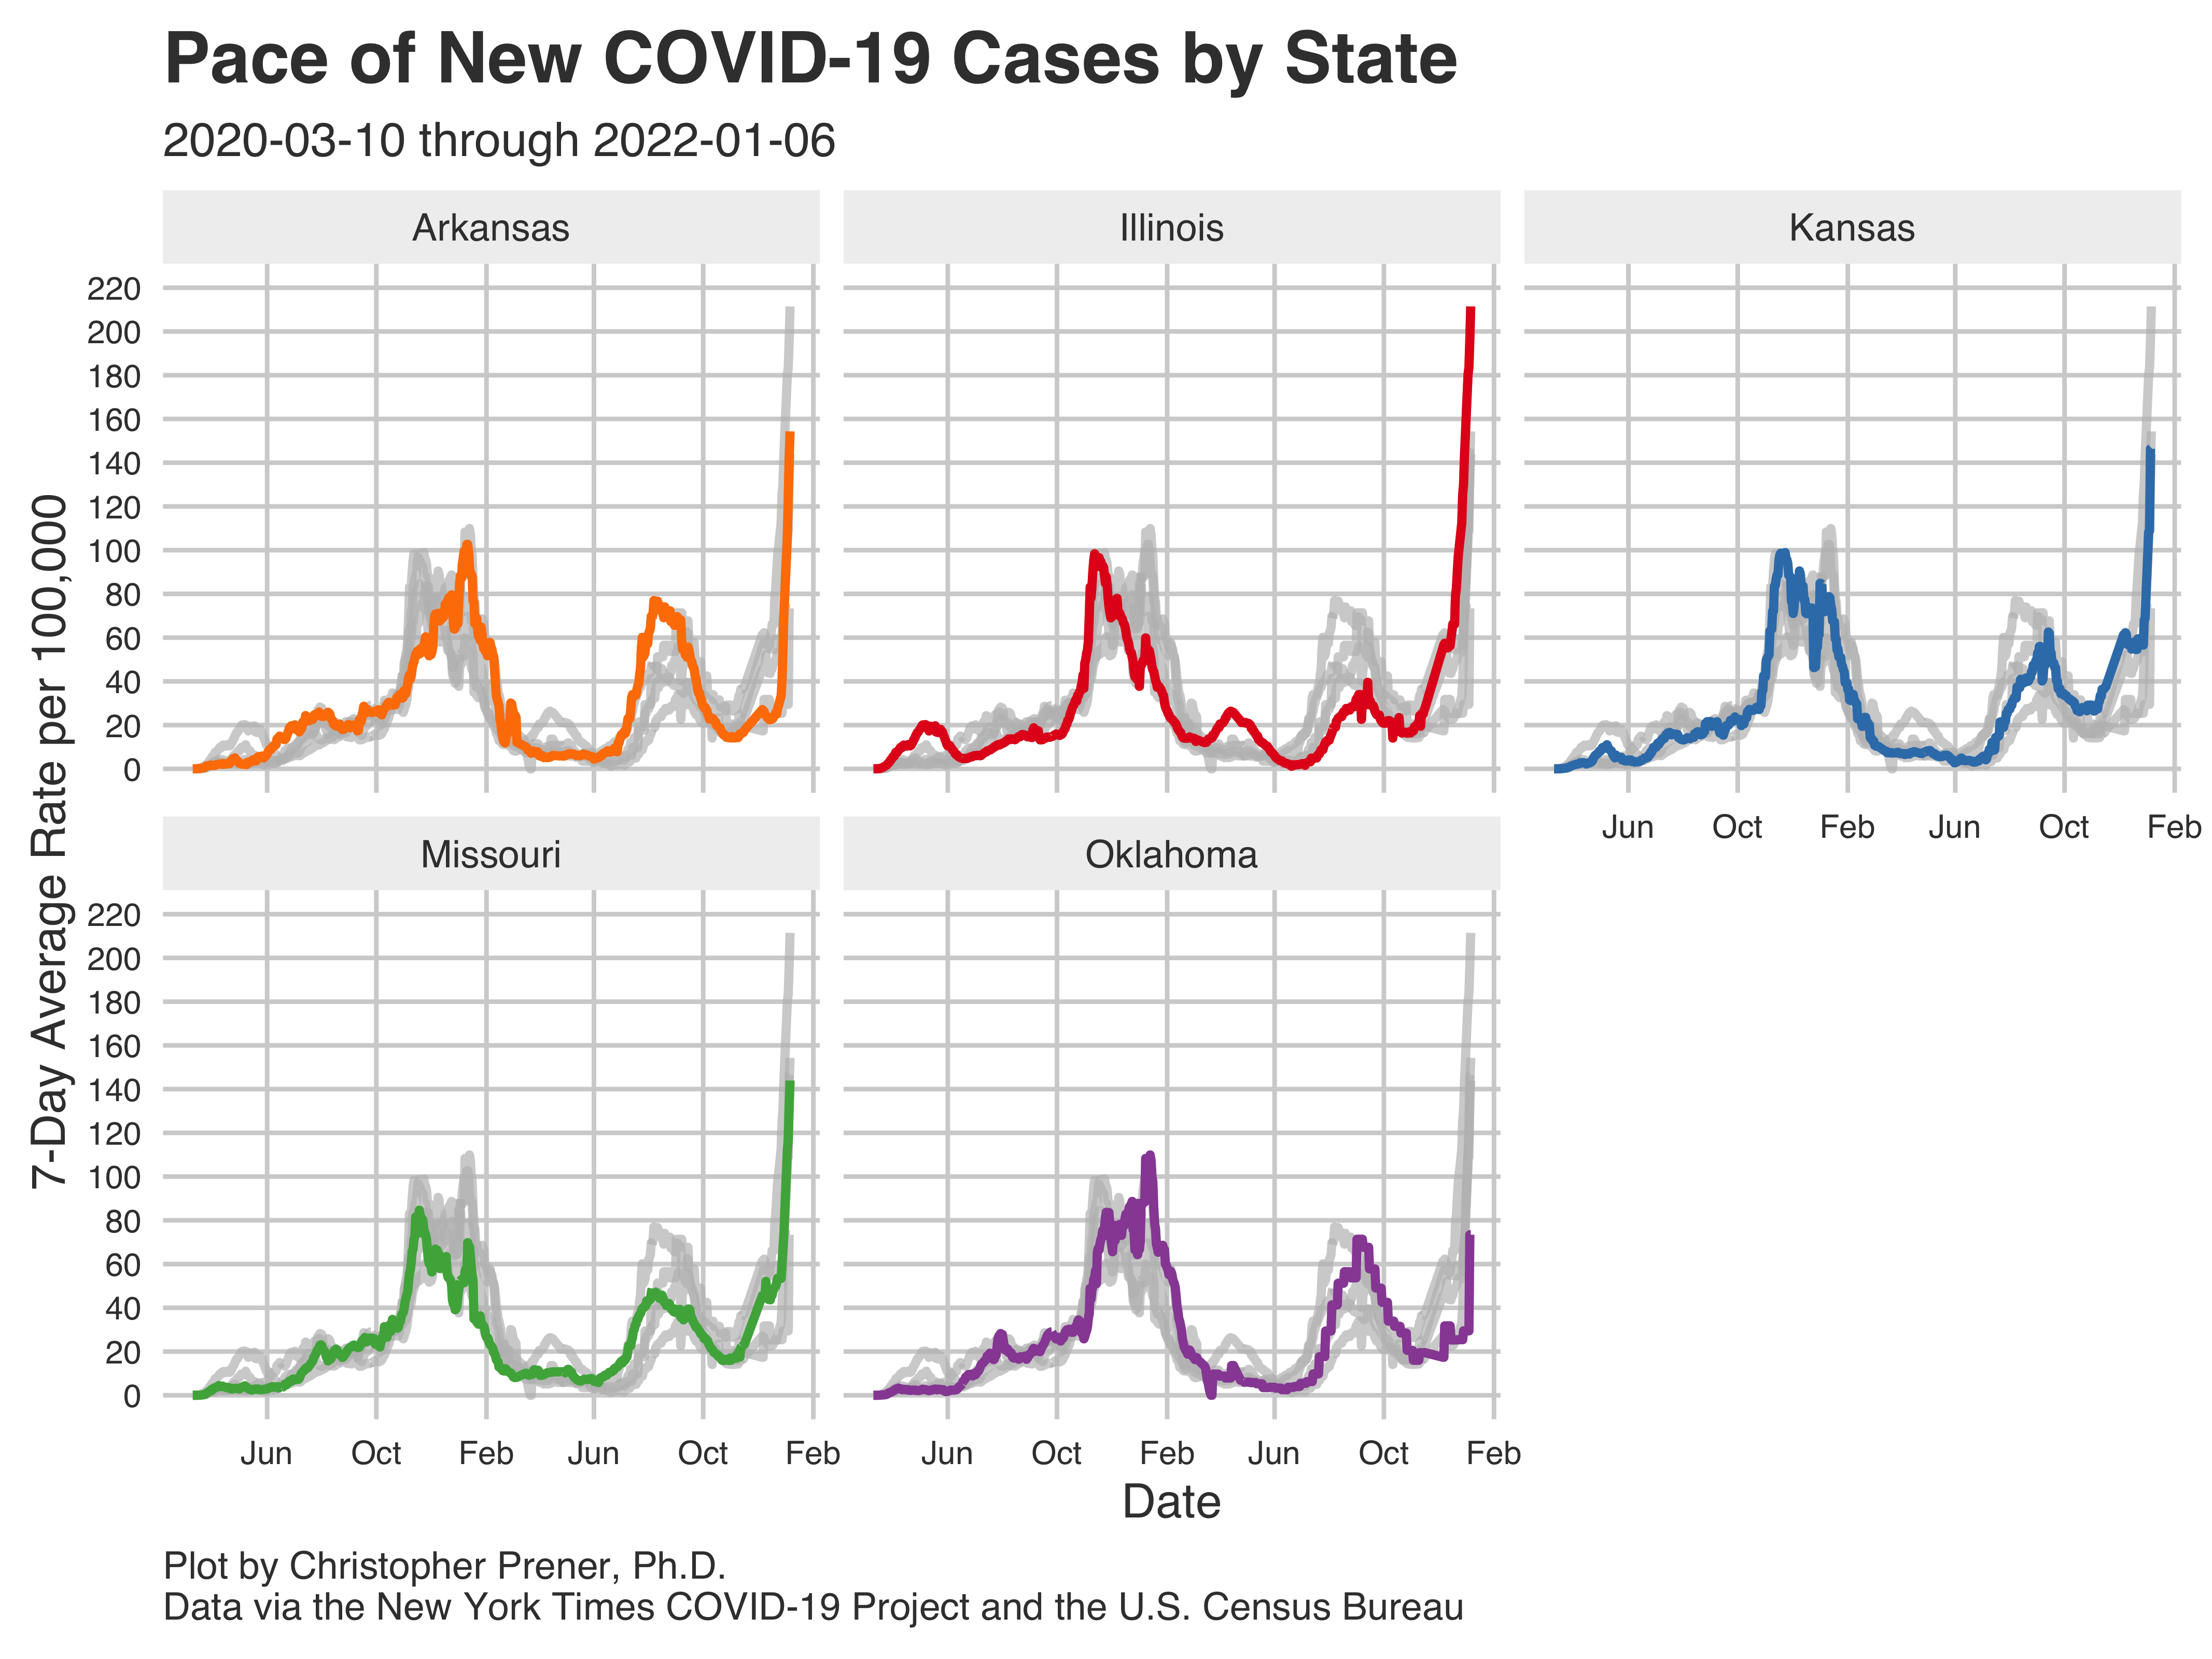 Pace of New COVID-19 Cases by State
2020-03-10 through 2022-01-06
Arkansas
Illinois
Kansas
220
200
180
160
140
120
100
80
60
40
20
0
Jun Oct Feb Jun Oct Feb
Missouri
Oklahoma
220
200
180
160
140
120
100
80
60
40
20
0
Jun Oct Feb Jun Oct Feb
Jun Oct Feb Jun Oct Feb
7-Day Average Rate per 100,000
Date
Plot by Christopher Prener, Ph.D.
Data via the New York Times COVID-19 Project and the U.S. Census Bureau